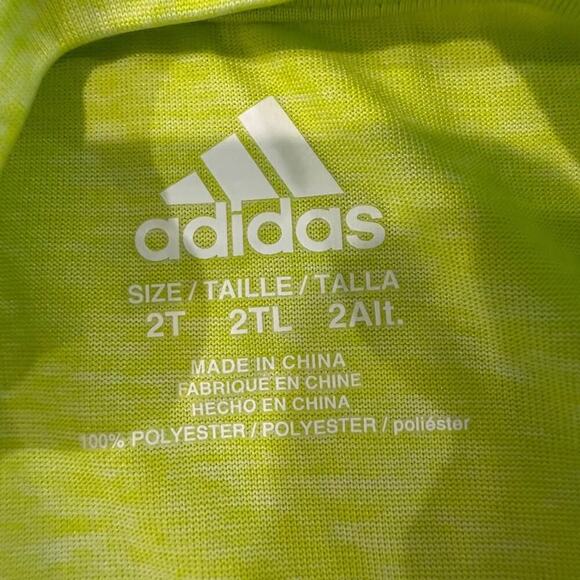 adidas
SIZE / TAILLE / TALLA
2T 2TL 2Alt.
MADE IN CHINA
FABRIQUE EN CHINE
HECHO EN CHINA
100% POLYESTER / POLYESTER / poliéster